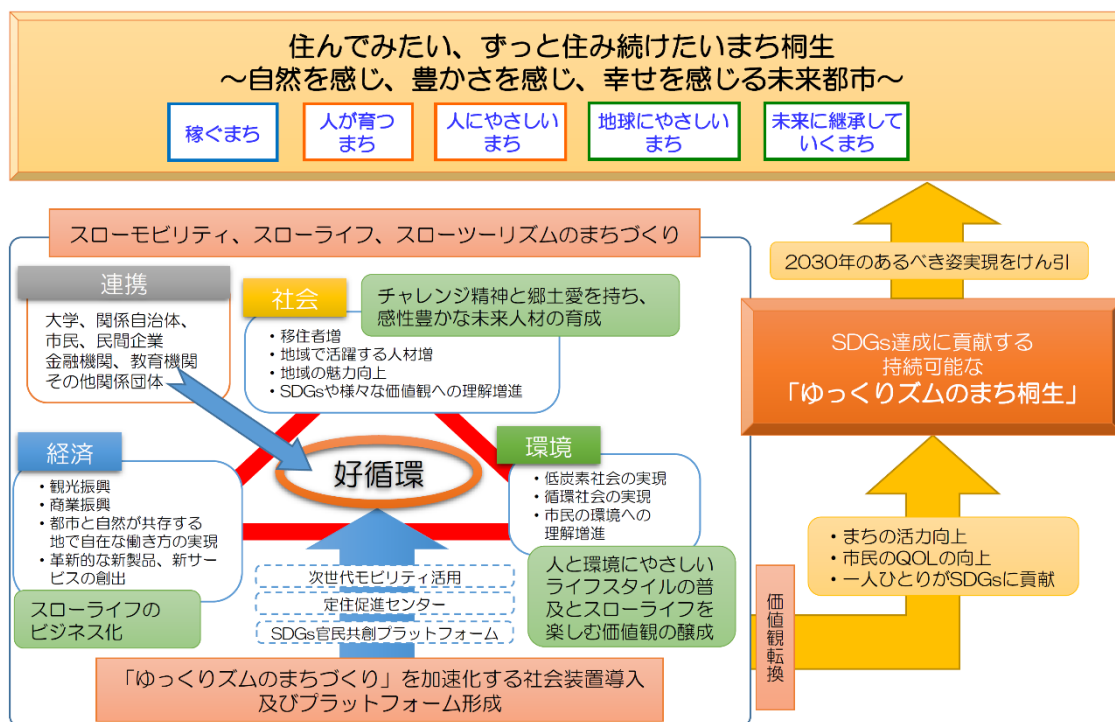 住んでみたい、ずっと住み続けたいまち桐生
～自然を感じ、豊かさを感じ、幸せを感じる未来都市～
稼ぐまち
人が育つ
まち
人にやさしい
まち
地球にやさしい
まち
未来に継承して
いくまち
スローモビリティ、スローライフ、スローツーリズムのまちづくり
連携
大学、関係自治体、
市民、民間企業
金融機関、教育機関
その他関係団体
社会
チャレンジ精神と郷土愛を持ち、
感性豊かな未来人材の育成
・移住者増
・地域で活躍する人材増
・地域の魅力向上
・SDGsや様々な価値観への理解増進
経済
・観光振興
・商業振興
・都市と自然が共存する
地で自在な働き方の実現
・革新的な新製品、新サー
ビスの創出
スローライフの
ビジネス化
好循環
環境
・低炭素社会の実現
・循環社会の実現
・市民の環境への
理解増進
人と環境にやさしい
ライフスタイルの普
及とスローライフを
楽しむ価値観の醸成
次世代モビリティ活用
定住促進センター
SDGs官民共創プラットフォーム
「ゆっくりズムのまちづくり」を加速化する社会装置導入
及びプラットフォーム形成
価値観転換
・まちの活力向上
・市民のQOLの向上
・一人ひとりがSDGsに貢献
SDGs達成に貢献する
持続可能な
「ゆっくりズムのまち桐生」
2030年のあるべき姿実現をけん引